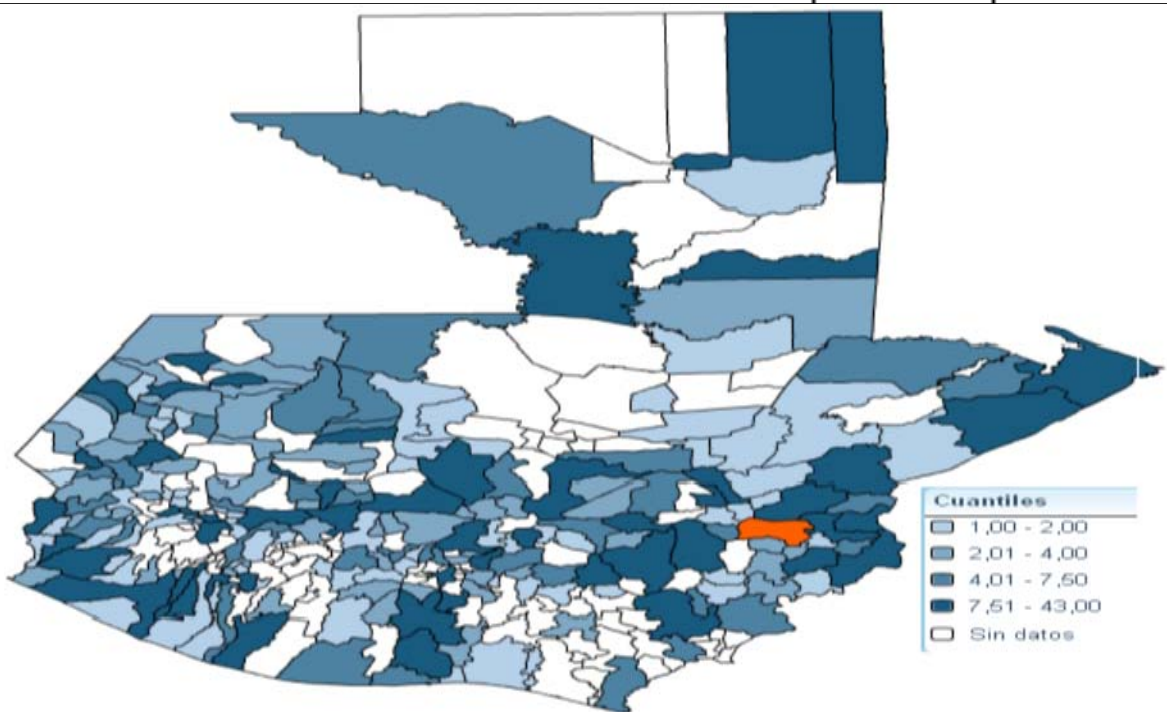 Cuantiles
1,00 - 2,00
2,01 - 4,00
4,01 - 7,50
7,51 - 43,00
Sin datos